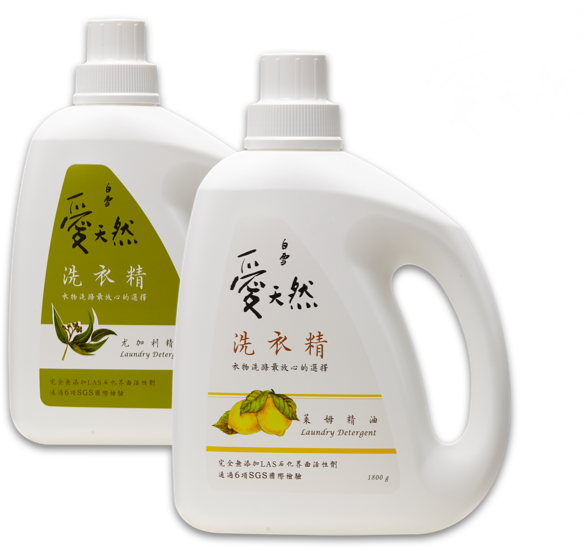 白雪
愛天然
洗衣精
衣物洗滌最放心的選擇
尤加利精
Laundry Deterg
完全無添加LAS石化界面活性劑
通過6項SGS國際檢驗
白雪
愛天然
洗衣精
衣物洗滌最放心的選擇
萊姆精油
Laundry Detergent
完全無添加LAS石化界面活性劑
通過6項SGS國際檢驗
1800 g